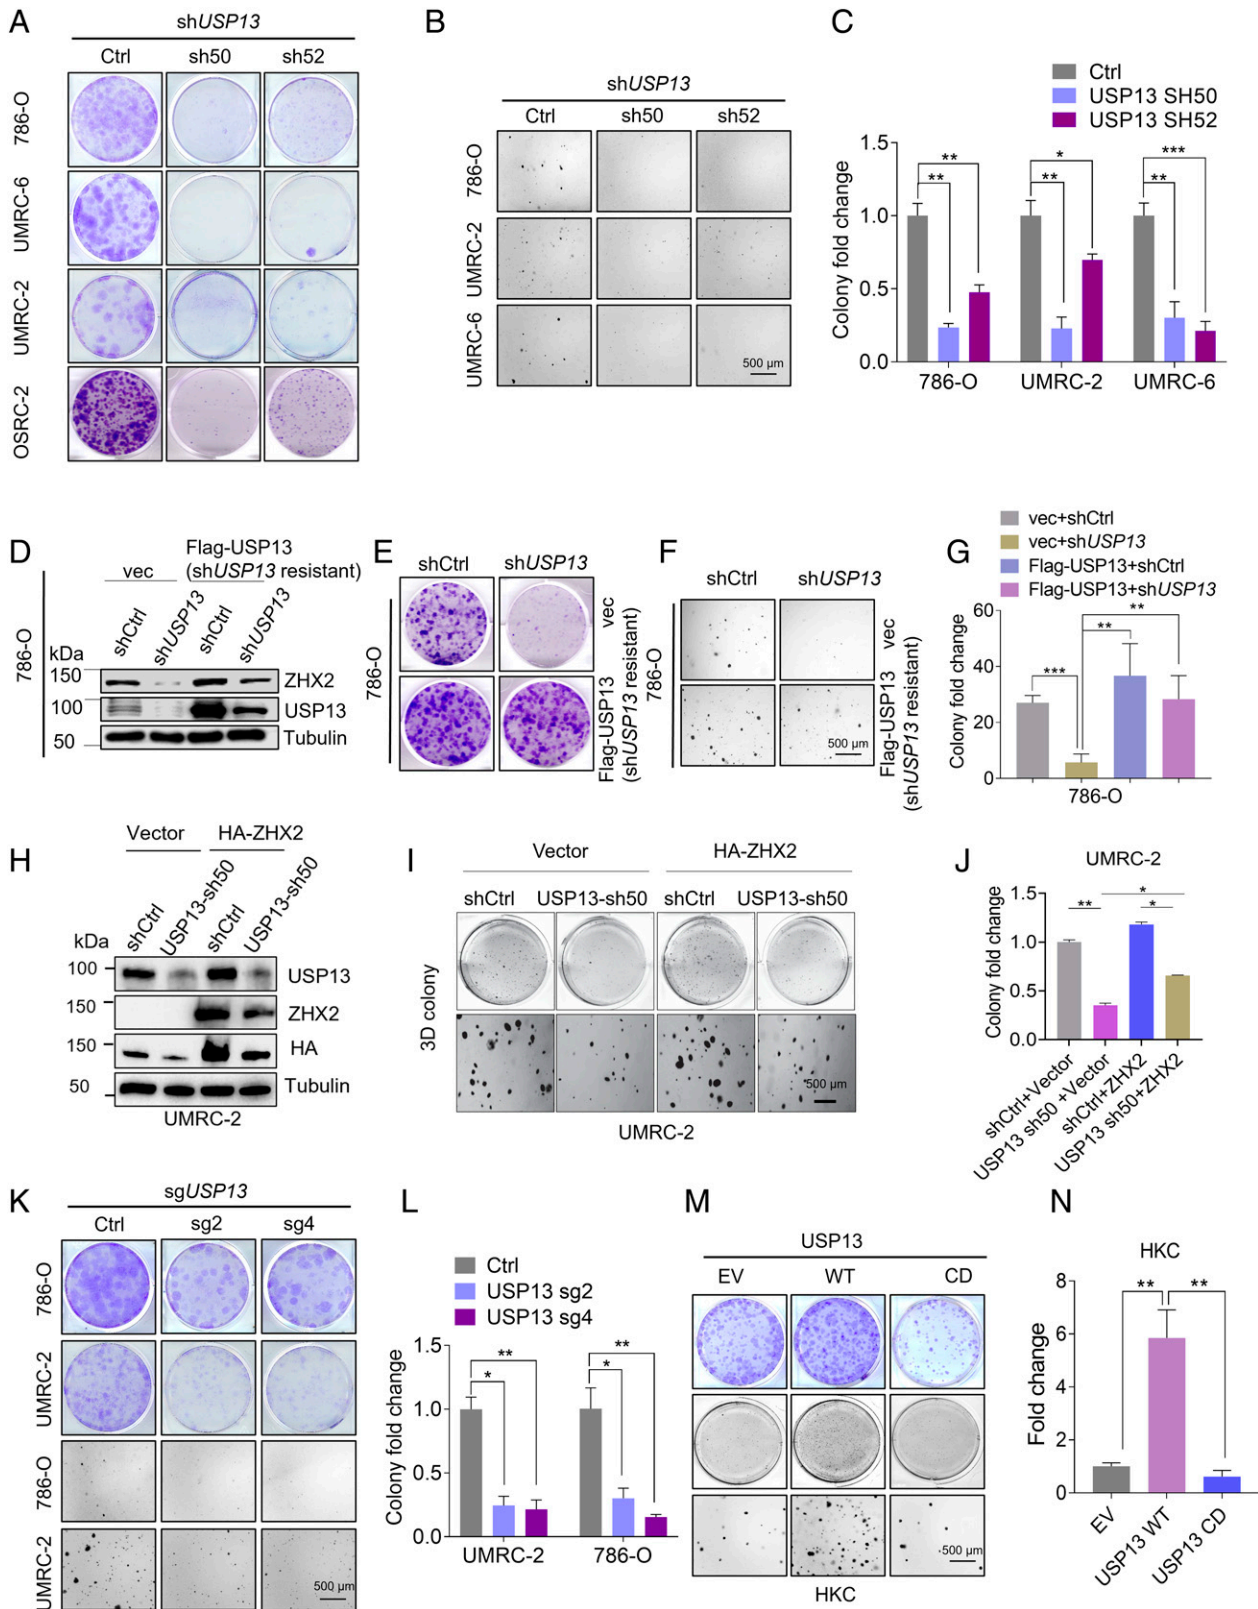 A
shUSP13
Ctrl sh50 sh52
786-O
UMRC-6
UMRC-2
OSRC-2
B
shUSP13
Ctrl sh50 sh52
786-O
UMRC-2
UMRC-6
500 µm
C
Ctrl
USP13 SH50
USP13 SH52
Colony fold change
1.5
1.0
0.5
0.0
** ** ** * ** ***
786-O UMRC-2 UMRC-6
D
786-O
vec
Flag-USP13
(shUSP13 resistant)
shCtrl shUSP13 shCtrl shUSP13
kDa
150 ZHX2
100 USP13
50 Tubulin
E
shCtrl shUSP13
786-O
vec
Flag-USP13
(shUSP13 resistant)
F
shCtrl shUSP13
786-O
vec
Flag-USP13
(shUSP13 resistant)
500 µm
G
vec+shCtrl
vec+shUSP13
Flag-USP13+shCtrl
Flag-USP13+shUSP13
Colony fold change
60
40
20
0
*** ** **
786-O
H
Vector HA-ZHX2
shCtrl USP13-sh50 shCtrl USP13-sh50
kDa
100 USP13
150 ZHX2
150 HA
50 Tubulin
UMRC-2
I
Vector HA-ZHX2
shCtrl USP13-sh50 shCtrl USP13-sh50
3D colony
500 µm
UMRC-2
J
UMRC-2
Colony fold change
1.5
1.0
0.5
0.0
** * *
shCtrl+Vector
USP13 sh50 +Vector
shCtrl+ZHX2
USP13 sh50+ZHX2
K
sgUSP13
Ctrl sg2 sg4
786-O
UMRC-2
786-O
UMRC-2
500 µm
L
Ctrl
USP13 sg2
USP13 sg4
Colony fold change
1.5
1.0
0.5
0.0
* ** * **
UMRC-2 786-O
M
USP13
EV WT CD
500 µm
HKC
N
HKC
Fold change
8
6
4
2
0
** **
EV
USP13 WT
USP13 CD